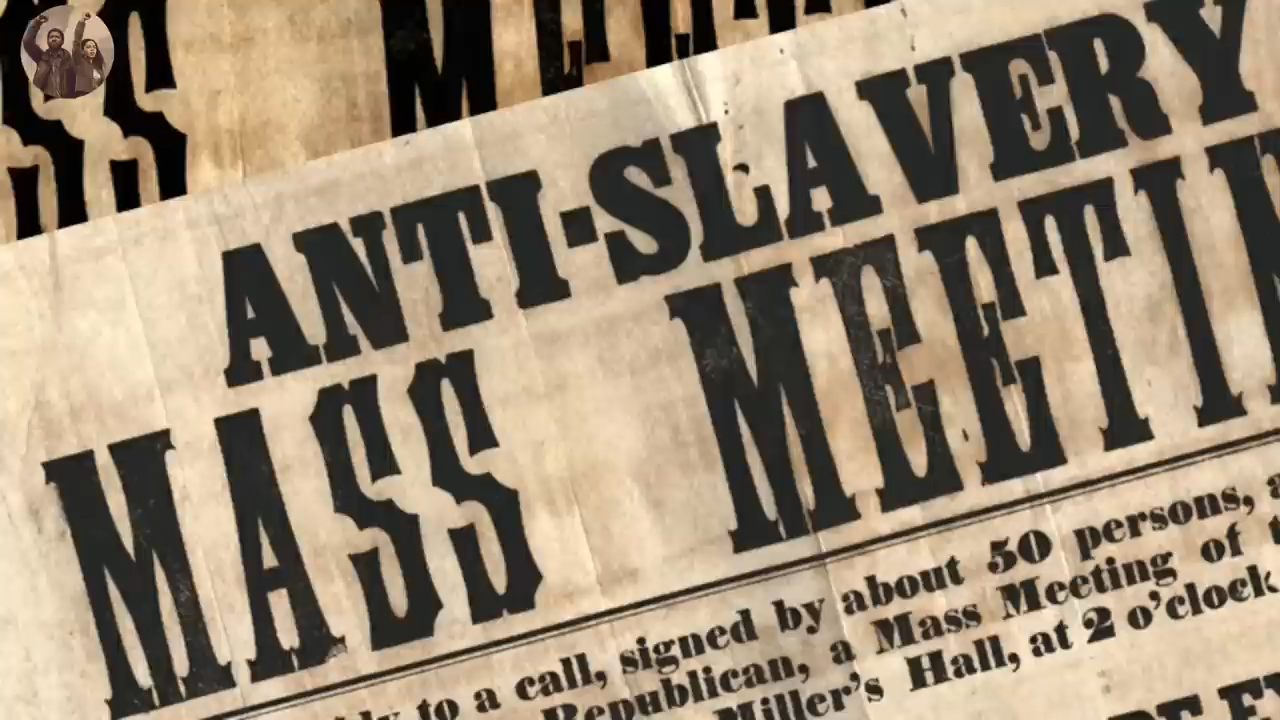 ANTI-SLAVERY
MASS MEETIN
to a call, signed by about 50 persons, a
Republican, a Mass Meeting of t
Miller's Hall, at 2 o'clock